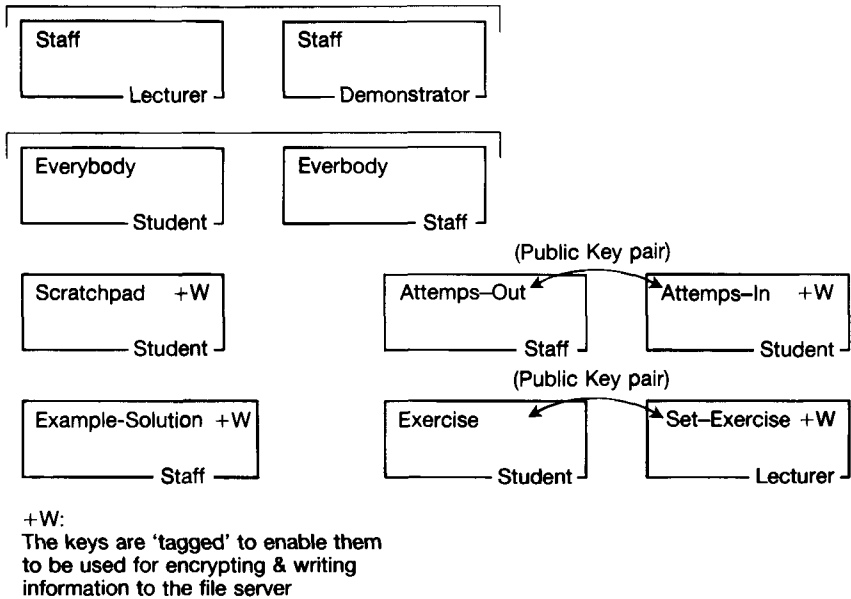 Staff
Staff
Lecturer
Demonstrator
Everybody
Everbody
Student
Staff
(Public Key pair)
Scratchpad +W
Attemps–Out
Attemps–In +W
Student
Staff
Student
(Public Key pair)
Example-Solution +W
Exercise
Set–Exercise +W
Staff
Student
Lecturer
+W:
The keys are 'tagged' to enable them
to be used for encrypting & writing
information to the file server